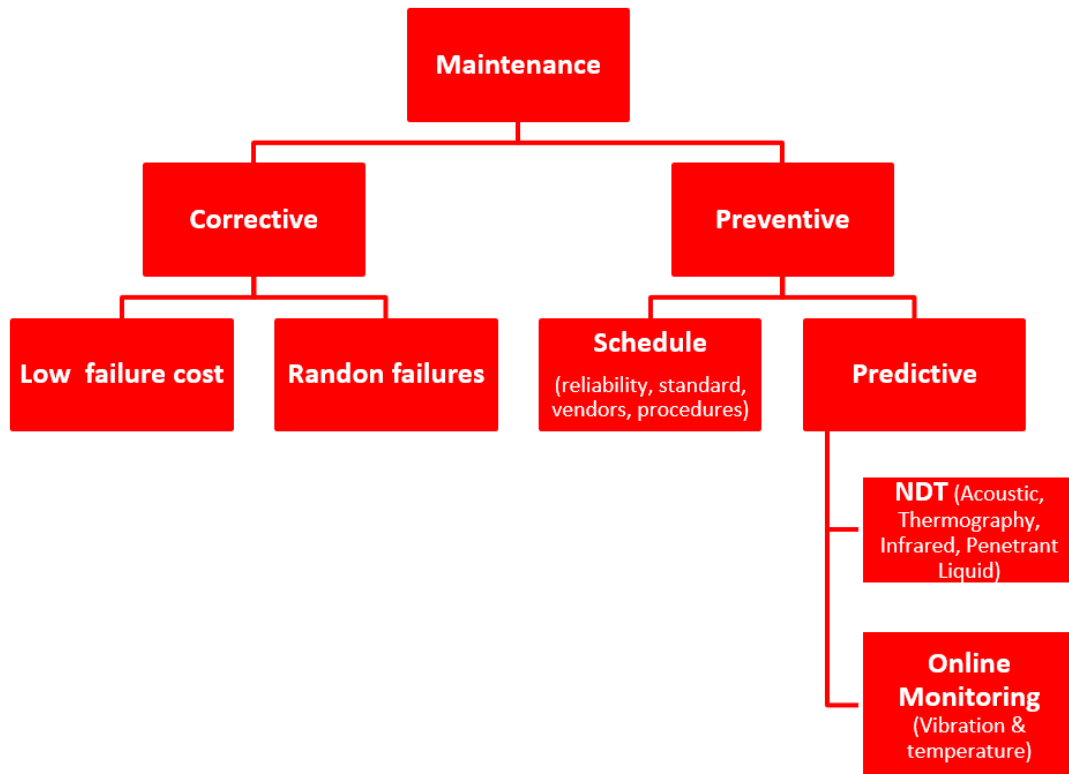 Maintenance
Corrective
Preventive
Low  failure cost
Randon failures
Schedule
(reliability, standard,
vendors, procedures)
Predictive
NDT (Acoustic,
Thermography,
Infrared, Penetrant
Liquid)
Online
Monitoring
(Vibration &
temperature)